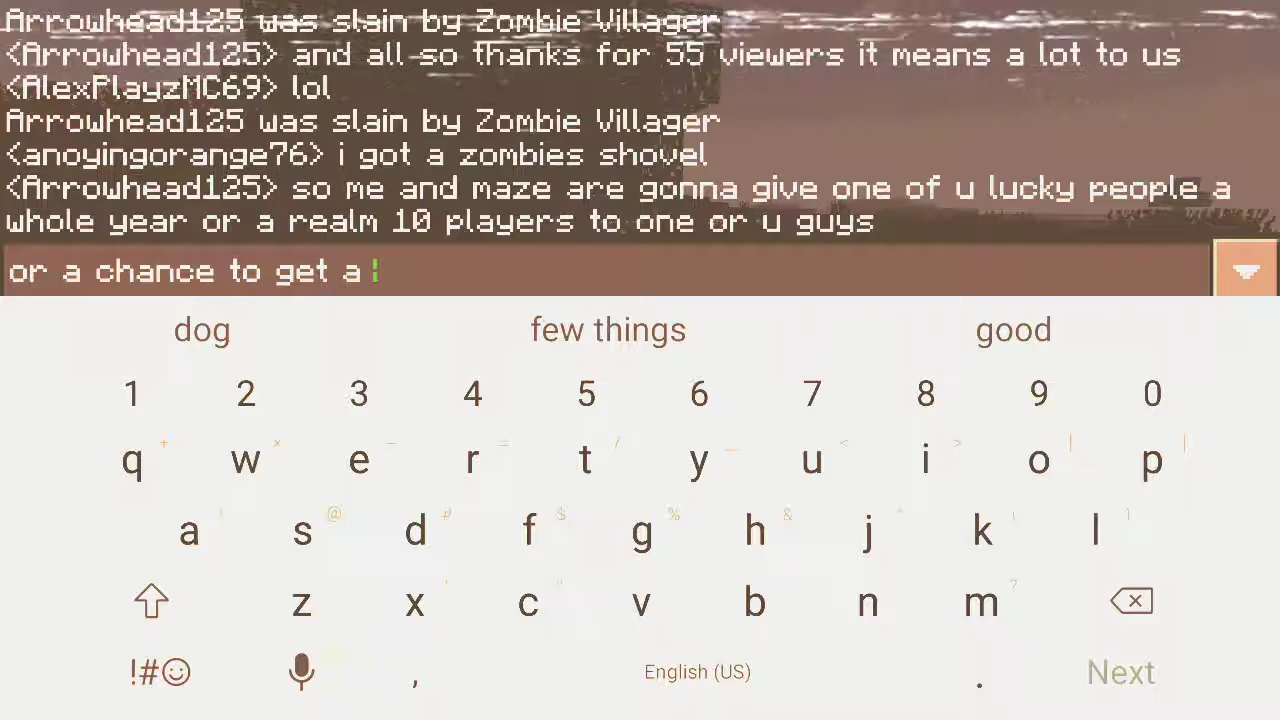 Arrowhead125 was slain by Zombie Villager
<Arrowhead125> and all so thanks for 55 viewers it means a lot to us
<AlexPlayzMC69> lol
Arrowhead125 was slain by Zombie Villager
<anoyingorange76> i got a zombies shovel
<Arrowhead125> so me and maze are gonna give one of u lucky people a
whole year or a realm 10 players to one or u guys
or a chance to get a
dog few things good
1 2 3 4 5 6 7 8 9 0
q w e r t y u i o p
a s d f g h j k l
z x c v b n m
!#☺ , English (US) . Next